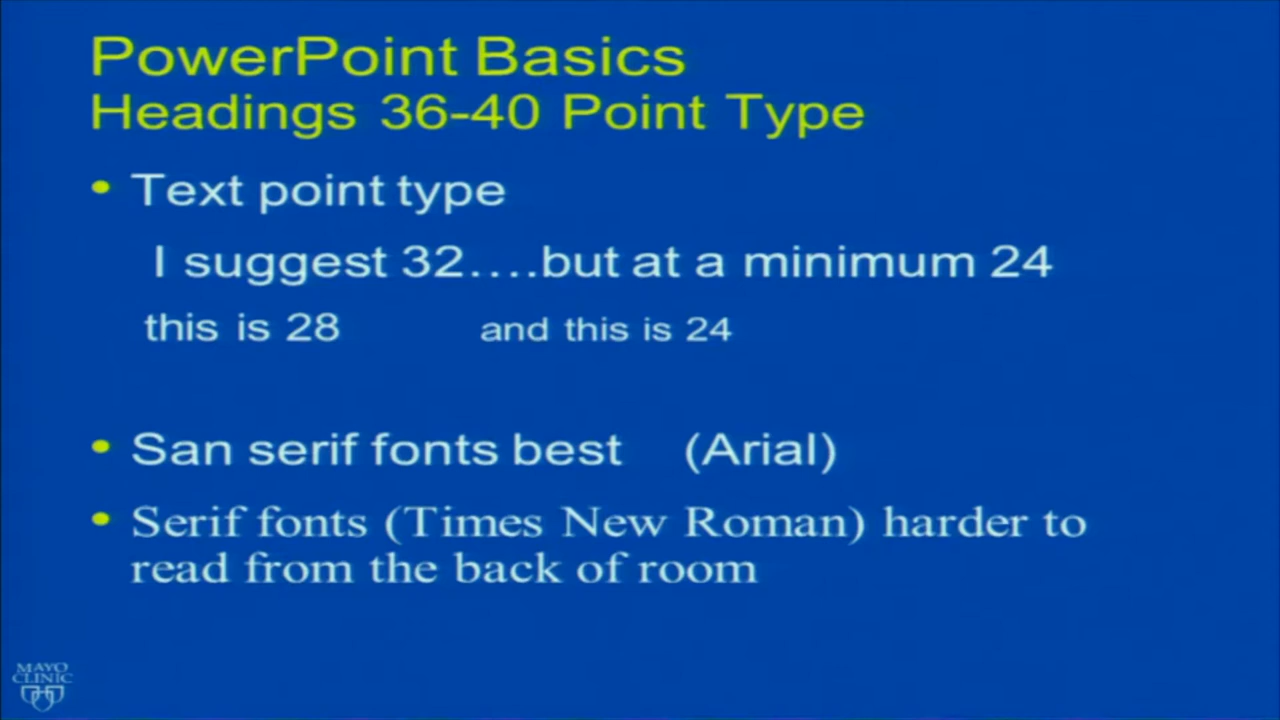 PowerPoint Basics
Headings 36-40 Point Type
• Text point type
I suggest 32....but at a minimum 24
this is 28 and this is 24
• San serif fonts best (Arial)
• Serif fonts (Times New Roman) harder to
read from the back of room
MAYO
CLINIC